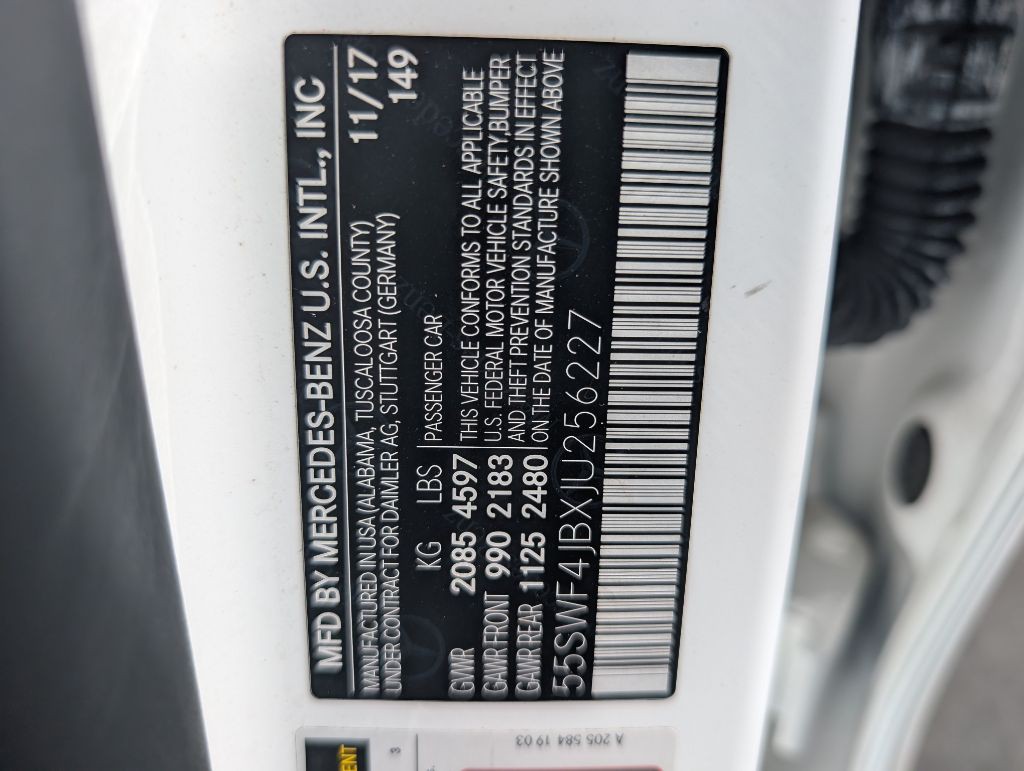 MFD BY MERCEDES-BENZ U.S. INTL., INC
MANUFACTURED IN USA (ALABAMA, TUSCALOOSA COUNTY) 11/17
UNDER CONTRACT FOR DAIMLER AG, STUTTGART (GERMANY) 149
KG LBS PASSENGER CAR
GVWR 2085 4597 THIS VEHICLE CONFORMS TO ALL APPLICABLE
GAWR FRONT 990 2183 U.S. FEDERAL MOTOR VEHICLE SAFETY,BUMPER
GAWR REAR 1125 2480 AND THEFT PREVENTION STANDARDS IN EFFECT
ON THE DATE OF MANUFACTURE SHOWN ABOVE
55SWF4JBXJU256227
3
A 205 584 19 03